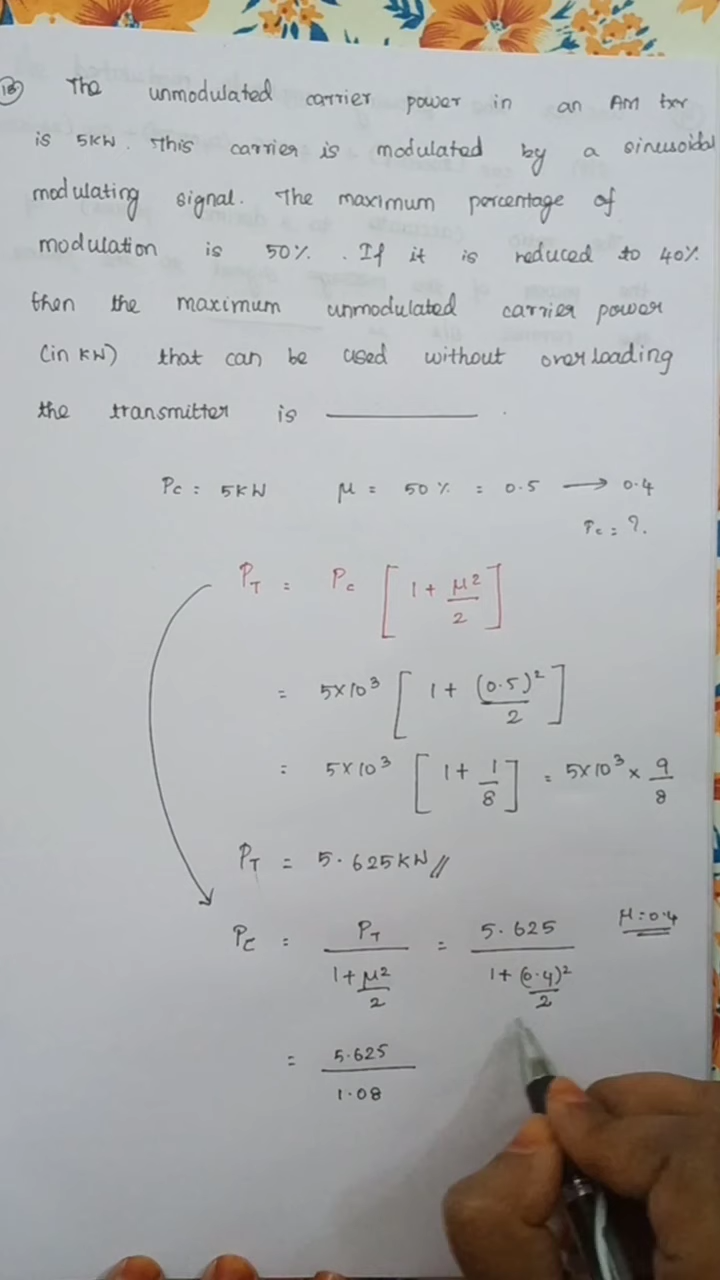 18) The unmodulated carrier power in an AM txr
is 5KW. This carrier is modulated by a sinusoidal
modulating signal. The maximum percentage of
modulation is 50%. If it is reduced to 40%
then the maximum unmodulated carrier power
(in KW) that can be used without overloading
the transmitter is ________ .
Pc = 5KW μ = 50% = 0.5 → 0.4
Pc = ?.
PT = Pc [1 + μ²/2]
= 5×10³ [1 + (0.5)²/2]
= 5×10³ [1 + 1/8] = 5×10³ × 9/8
PT = 5.625KW//
Pc = PT/(1+μ²/2) = 5.625/(1+(0.4)²/2) μ=0.4
= 5.625/1.08